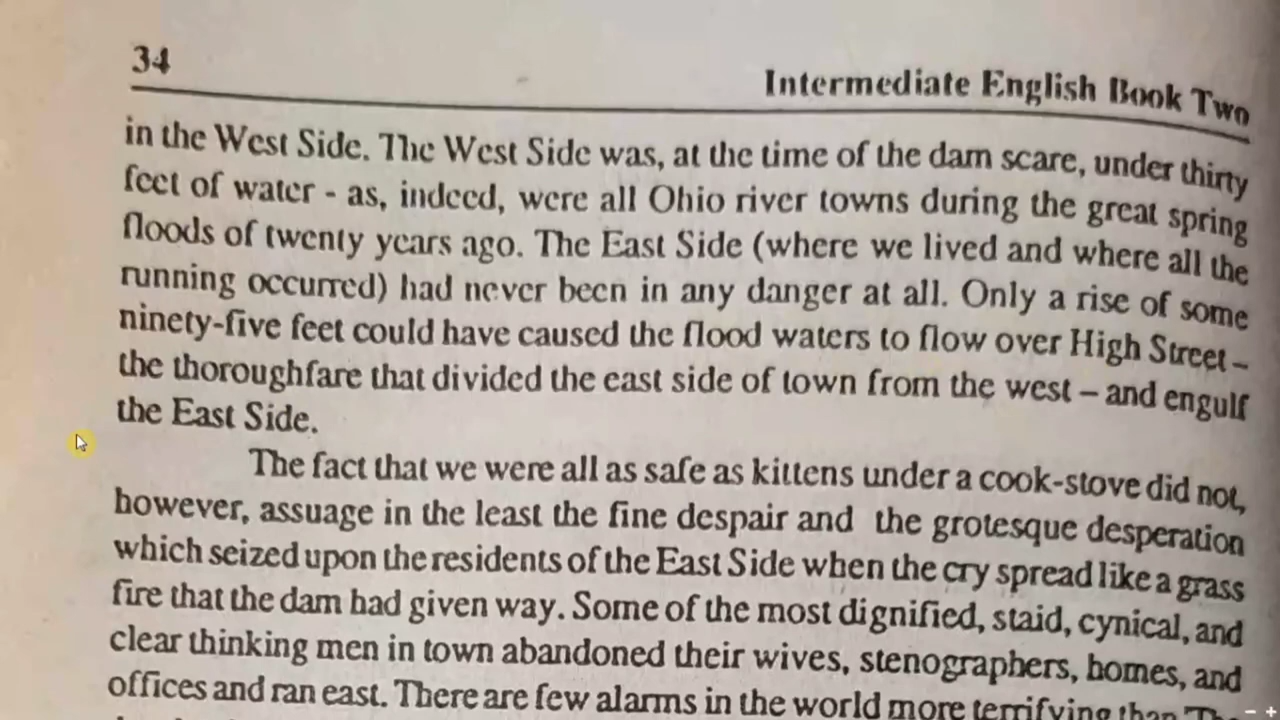 34
Intermediate English Book Two
in the West Side. The West Side was, at the time of the dam scare, under thirty
feet of water - as, indeed, were all Ohio river towns during the great spring
floods of twenty years ago. The East Side (where we lived and where all the
running occurred) had never been in any danger at all. Only a rise of some
ninety-five feet could have caused the flood waters to flow over High Street –
the thoroughfare that divided the east side of town from the west – and engulf
the East Side.
The fact that we were all as safe as kittens under a cook-stove did not,
however, assuage in the least the fine despair and the grotesque desperation
which seized upon the residents of the East Side when the cry spread like a grass
fire that the dam had given way. Some of the most dignified, staid, cynical, and
clear thinking men in town abandoned their wives, stenographers, homes, and
offices and ran east. There are few alarms in the world more terrifying than